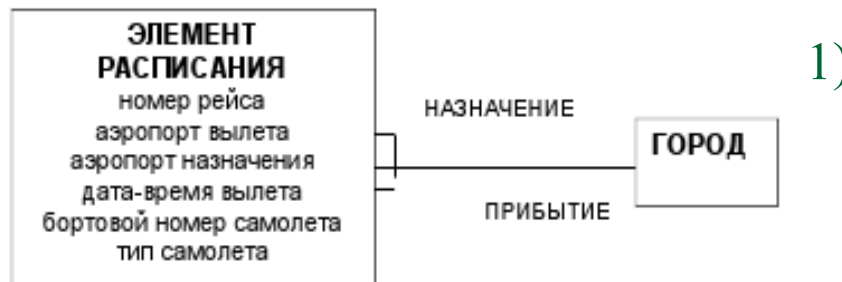 ЭЛЕМЕНТ
РАСПИСАНИЯ
номер рейса
аэропорт вылета
аэропорт назначения
дата-время вылета
бортовой номер самолета
тип самолета
НАЗНАЧЕНИЕ
ПРИБЫТИЕ
ГОРОД
1)